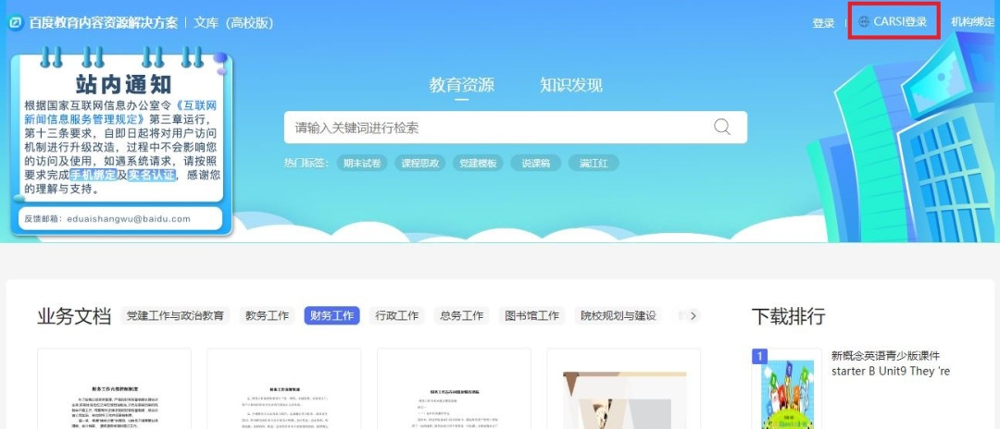 百度教育内容资源解决方案 | 文库（高校版）
登录 | CARSI登录 机构绑定
站内通知
根据国家互联网信息办公室令《互联网
新闻信息服务管理规定》第三章运行，
第十三条要求，自即日起将对用户访问
机制进行升级改造，过程中不会影响您
的访问及使用，如遇系统请求，请按照
要求完成手机绑定及实名认证，感谢您
的理解与支持。
反馈邮箱：eduaishangwu@baidu.com
教育资源 知识发现
请输入关键词进行检索
热门标签： 期末试卷 课程思政 党建模板 说课稿 满江红
业务文档 党建工作与政治教育 教务工作 财务工作 行政工作 总务工作 图书馆工作 院校规划与建设
下载排行
财务工作内部控制制度
1
新概念英语青少版课件
starter B Unit9 They 're